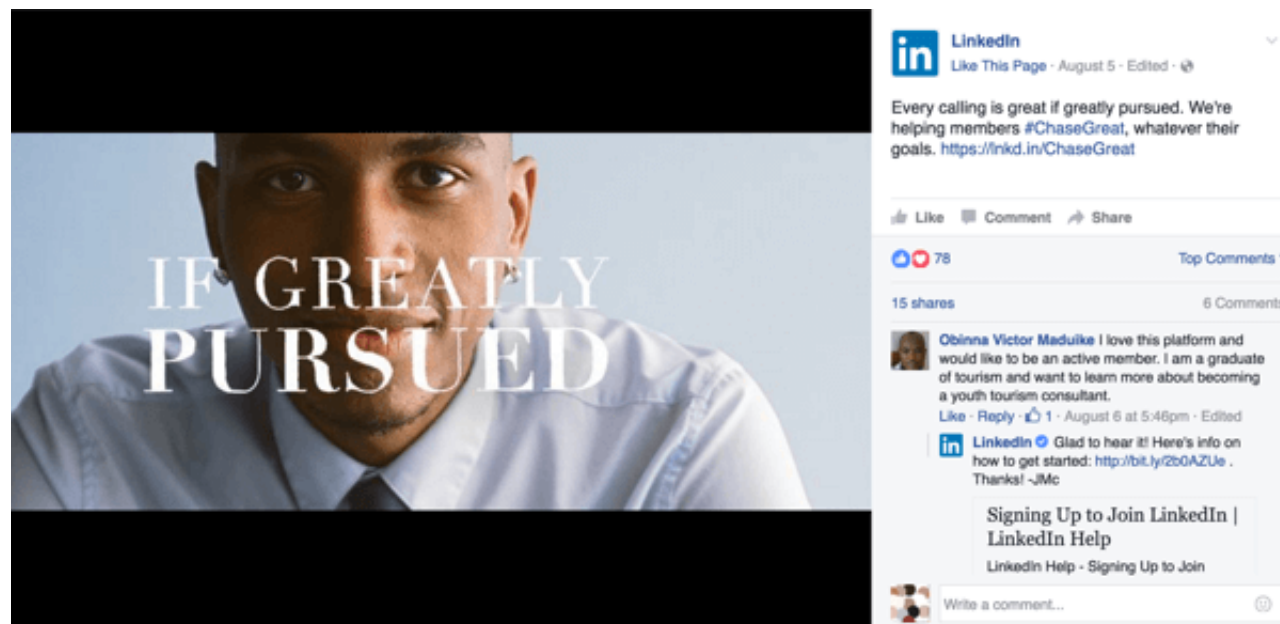 IF GREATLY
PURSUED
in
LinkedIn
Like This Page · August 5 · Edited ·
Every calling is great if greatly pursued. We're
helping members #ChaseGreat, whatever their
goals. https://lnkd.in/ChaseGreat
Like Comment Share
78 Top Comments
15 shares 6 Comments
Obinna Victor Maduike I love this platform and
would like to be an active member. I am a graduate
of tourism and want to learn more about becoming
a youth tourism consultant.
Like · Reply · 1 · August 6 at 5:46pm · Edited
in LinkedIn Glad to hear it! Here's info on
how to get started: http://bit.ly/2b0AZUe .
Thanks! -JMc
Signing Up to Join LinkedIn |
LinkedIn Help
LinkedIn Help - Signing Up to Join
Write a comment...